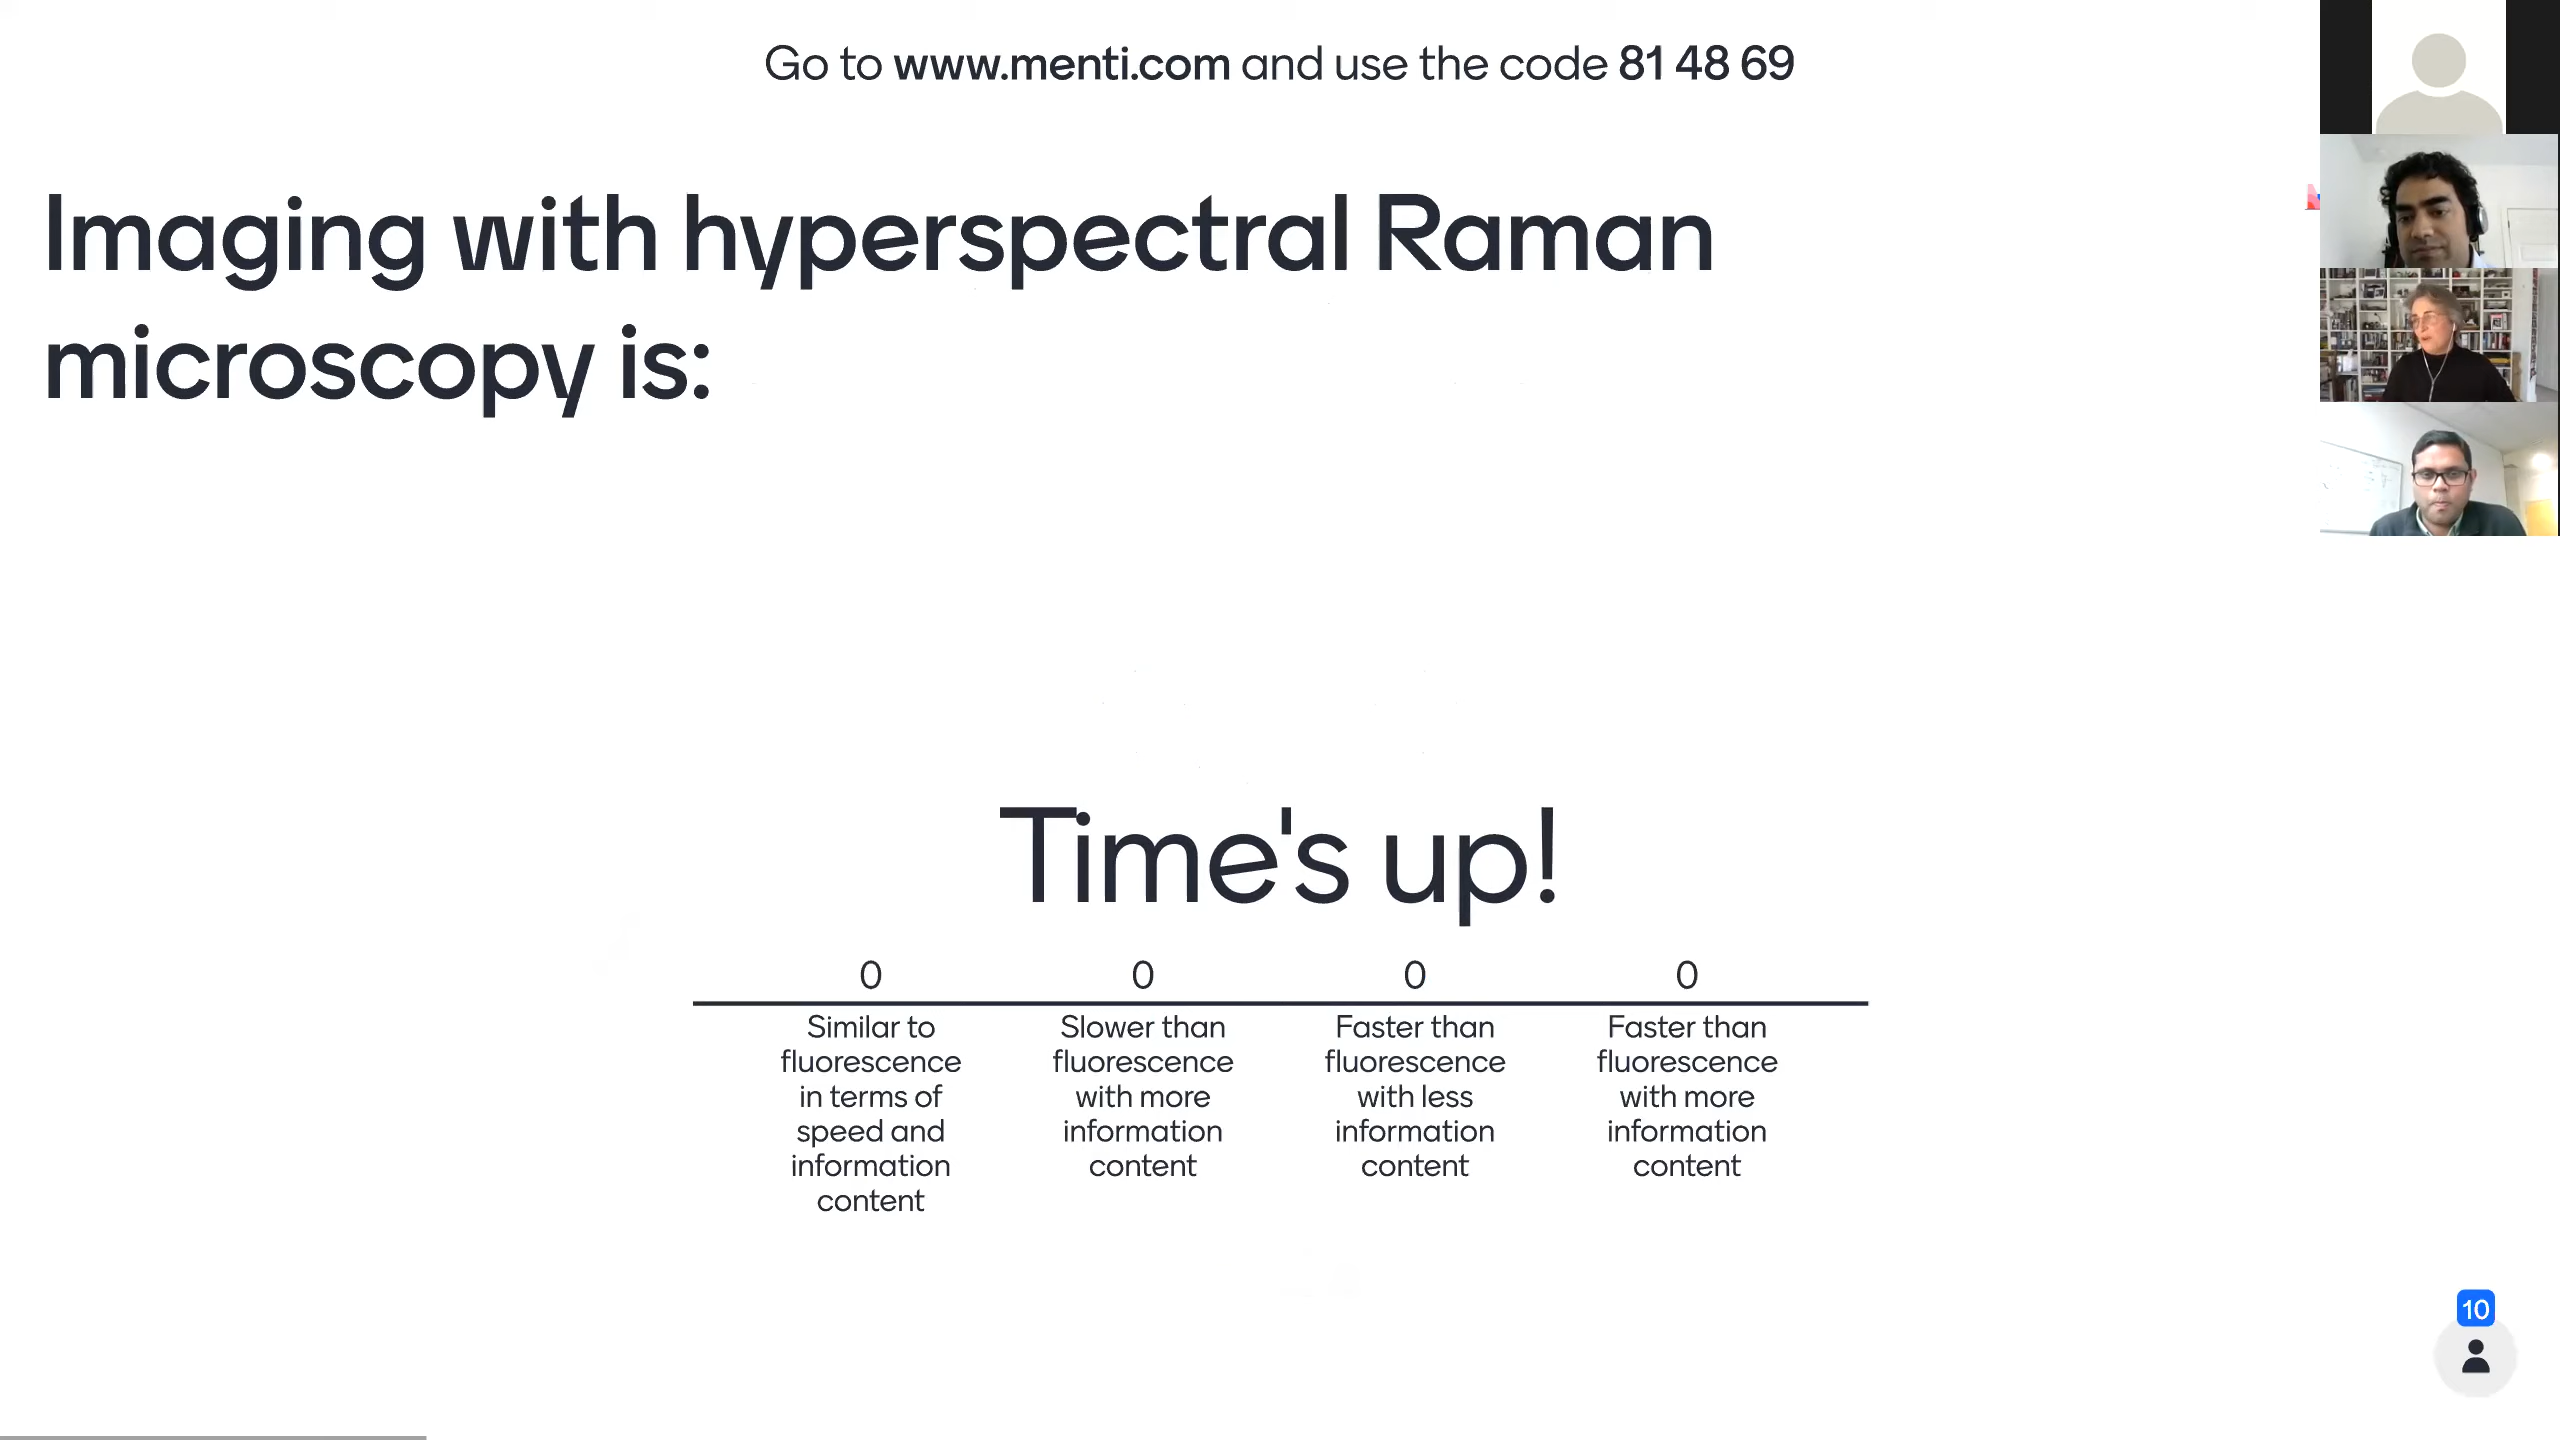 Go to www.menti.com and use the code 81 48 69
Imaging with hyperspectral Raman
microscopy is:
Time's up!
0
0
0
0
Similar to
fluorescence
in terms of
speed and
information
content
Slower than
fluorescence
with more
information
content
Faster than
fluorescence
with less
information
content
Faster than
fluorescence
with more
information
content
10